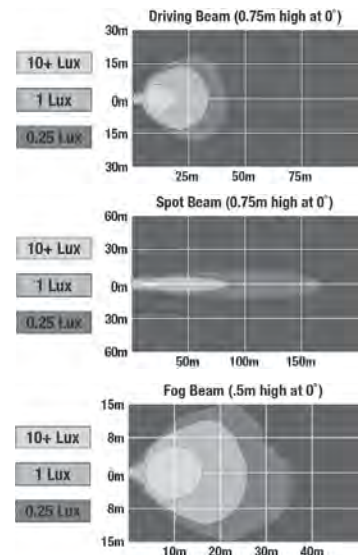 Driving Beam (0.75m high at 0°)
30m
10+ Lux
15m
1 Lux
0m
0.25 Lux
15m
30m
25m 50m 75m
Spot Beam (0.75m high at 0°)
60m
10+ Lux
30m
1 Lux
0m
0.25 Lux
30m
60m
50m 100m 150m
Fog Beam (.5m high at 0°)
15m
10+ Lux
8m
1 Lux
0m
0.25 Lux
8m
15m
10m 20m 30m 40m